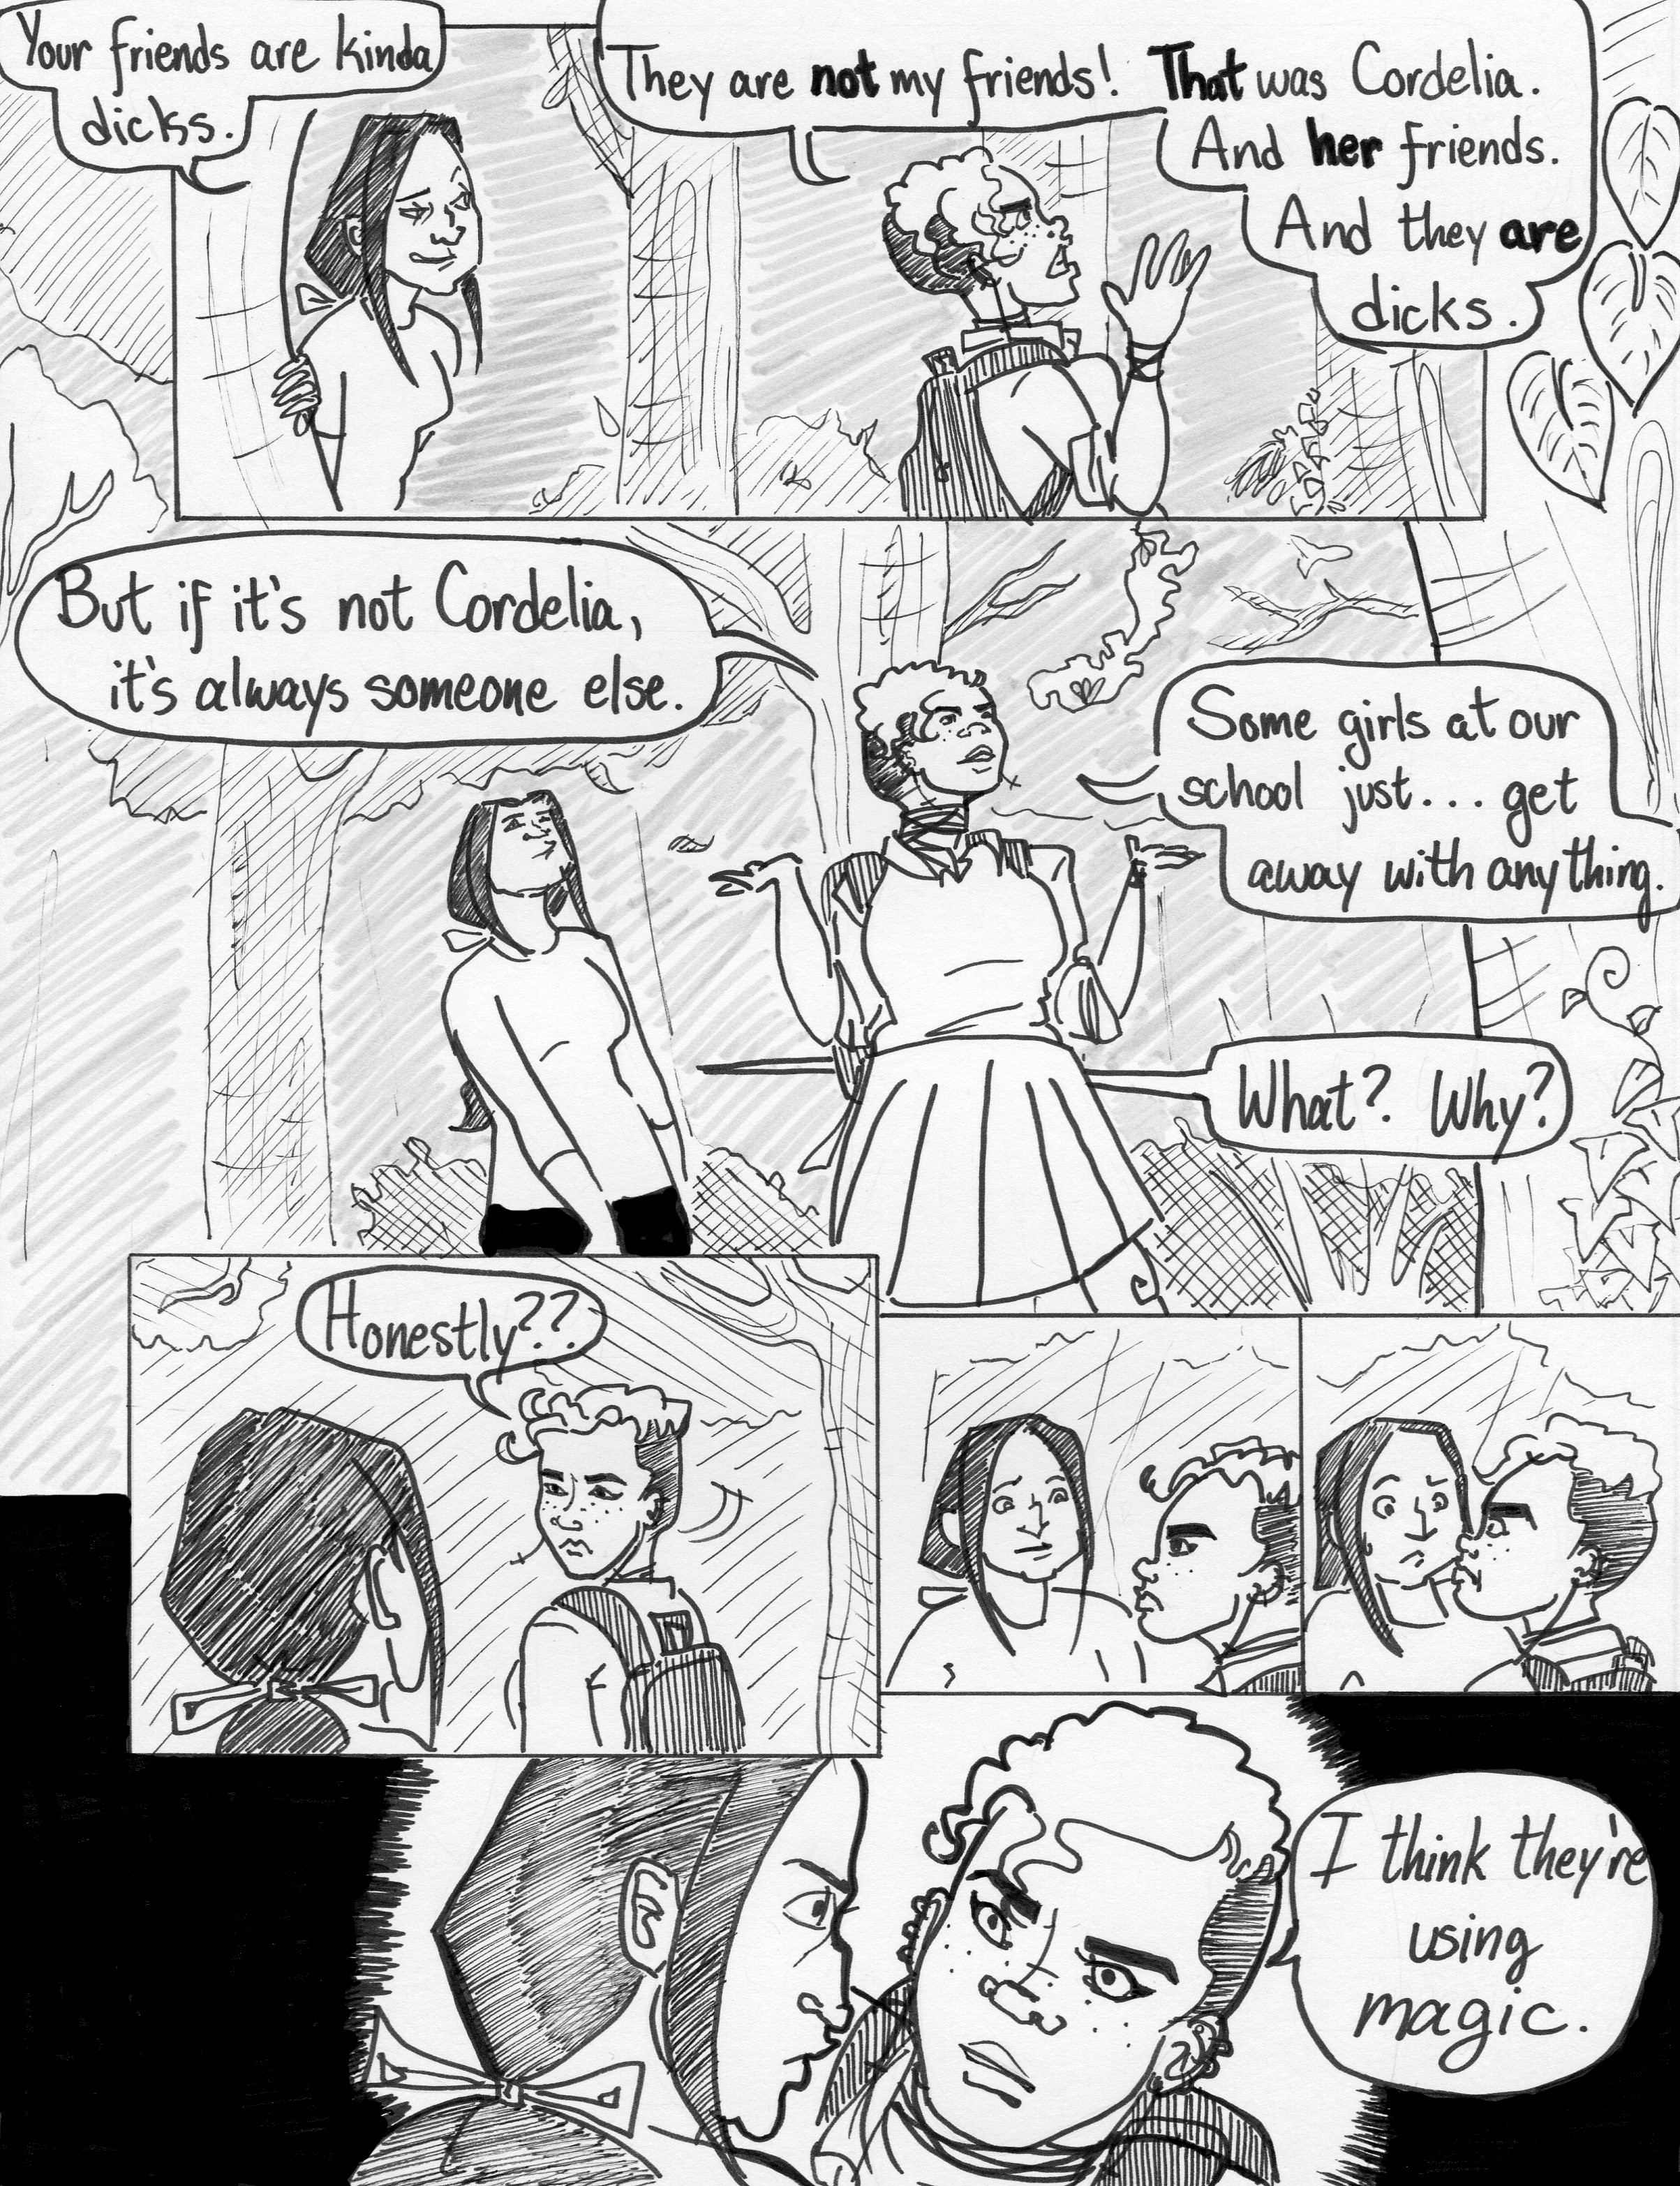 Your friends are kinda
dicks.
They are not my friends! That was Cordelia.
And her friends.
And they are
dicks.
But if it's not Cordelia,
it's always someone else.
Some girls at our
school just... get
away with anything.
What? Why?
Honestly??
I think they're
using
magic.